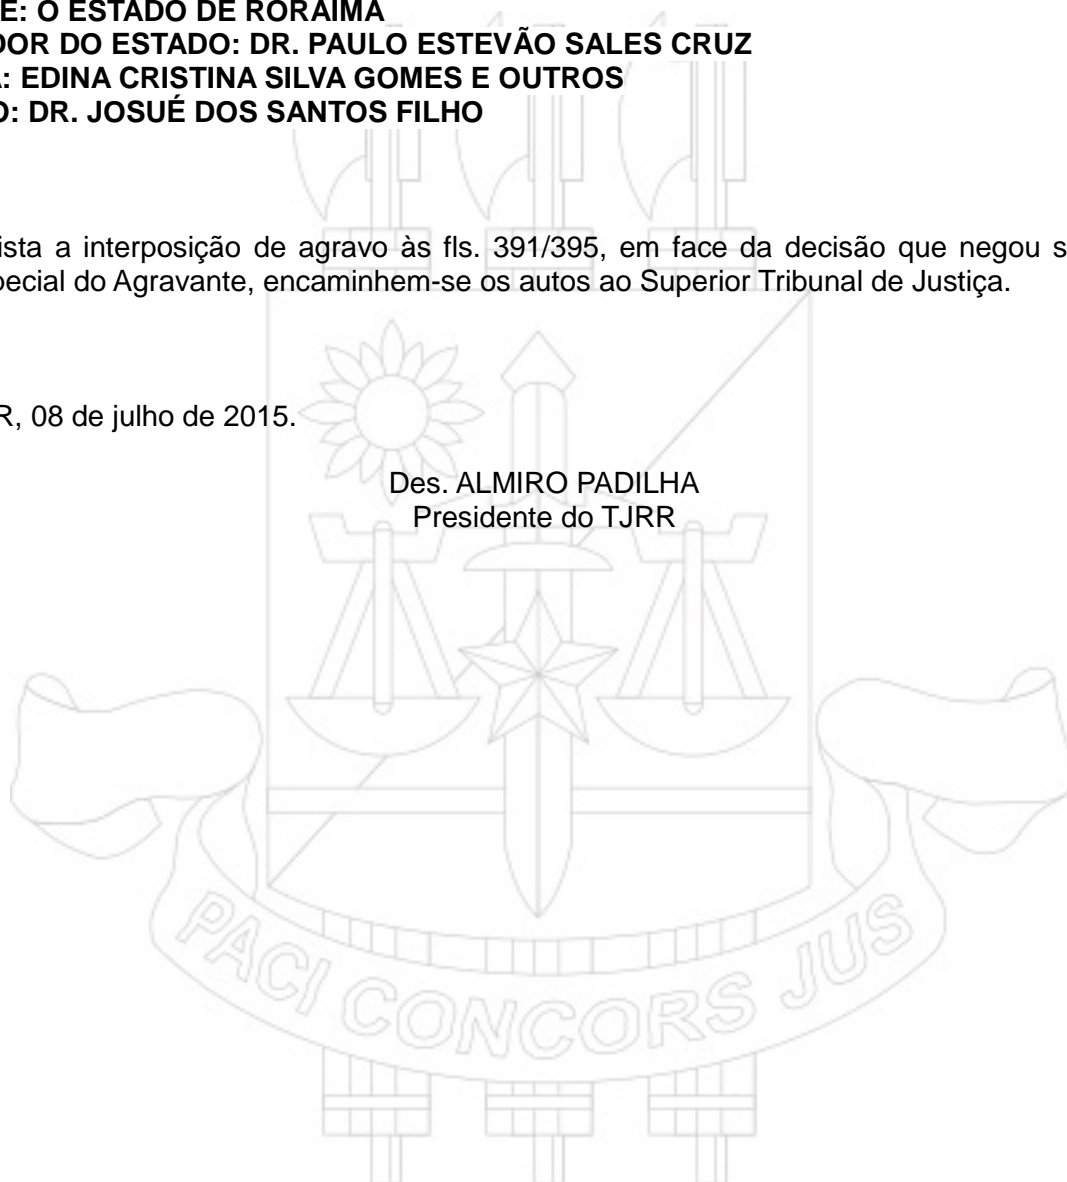 E: O ESTADO DE RORAIMA
DOR DO ESTADO: DR. PAULO ESTEVÃO SALES CRUZ
A: EDINA CRISTINA SILVA GOMES E OUTROS
O: DR. JOSUÉ DOS SANTOS FILHO
ista a interposição de agravo às fls. 391/395, em face da decisão que negou s
pecial do Agravante, encaminhem-se os autos ao Superior Tribunal de Justiça.
R, 08 de julho de 2015.
Des. ALMIRO PADILHA
Presidente do TJRR
PACI CONCORS JUS